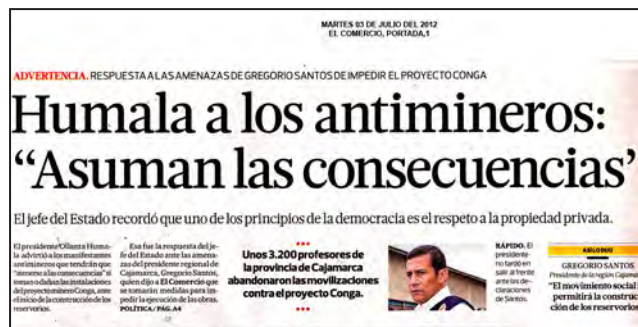 MARTES 03 DE JULIO DEL 2012
EL COMERCIO, PORTADA,1
ADVERTENCIA. RESPUESTA A LAS AMENAZAS DE GREGORIO SANTOS DE IMPEDIR EL PROYECTO CONGA
Humala a los antimineros:
“Asuman las consecuencias”
El jefe del Estado recordó que uno de los principios de la democracia es el respeto a la propiedad privada.
El presidente Ollanta Huma-
la advirtió a los manifestantes
antimineros que tendrán que
“atenerse a las consecuencias” si
toman o dañan las instalaciones
del proyecto minero Conga, ante
el inicio de la construcción de los
reservorios.
Esa fue la respuesta del je-
fe del Estado ante las amena-
zas del presidente regional de
Cajamarca, Gregorio Santos,
quien dijo a El Comercio que
se tomarán medidas para im-
pedir la ejecución de las obras.
POLÍTICA/ PÁG. A4
Unos 3.200 profesores de
la provincia de Cajamarca
abandonaron las movilizaciones
contra el proyecto Conga.
RÁPIDO. El
presidente
no tardó en
salir al frente
ante las de-
claraciones
de Santos.
ASÍ LO DIJO
GREGORIO SANTOS
Presidente de la región Cajamar
“El movimiento social
permitirá la construc
ción de los reservorio